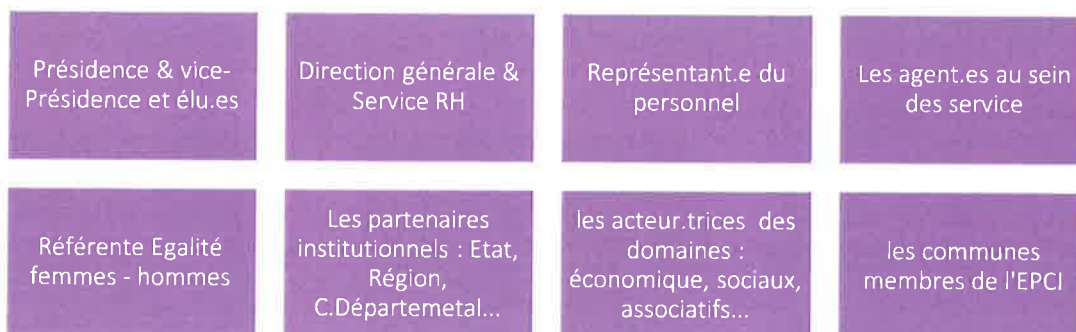 Présidence & vice-
Présidence et élu.es
Direction générale &
Service RH
Représentant.e du
personnel
Les agent.es au sein
des service
Référente Egalité
femmes - hommes
Les partenaires
institutionnels : Etat,
Région,
C.Départemetal...
les acteur.trices des
domaines :
économique, sociaux,
associatifs...
les communes
membres de l'EPCI